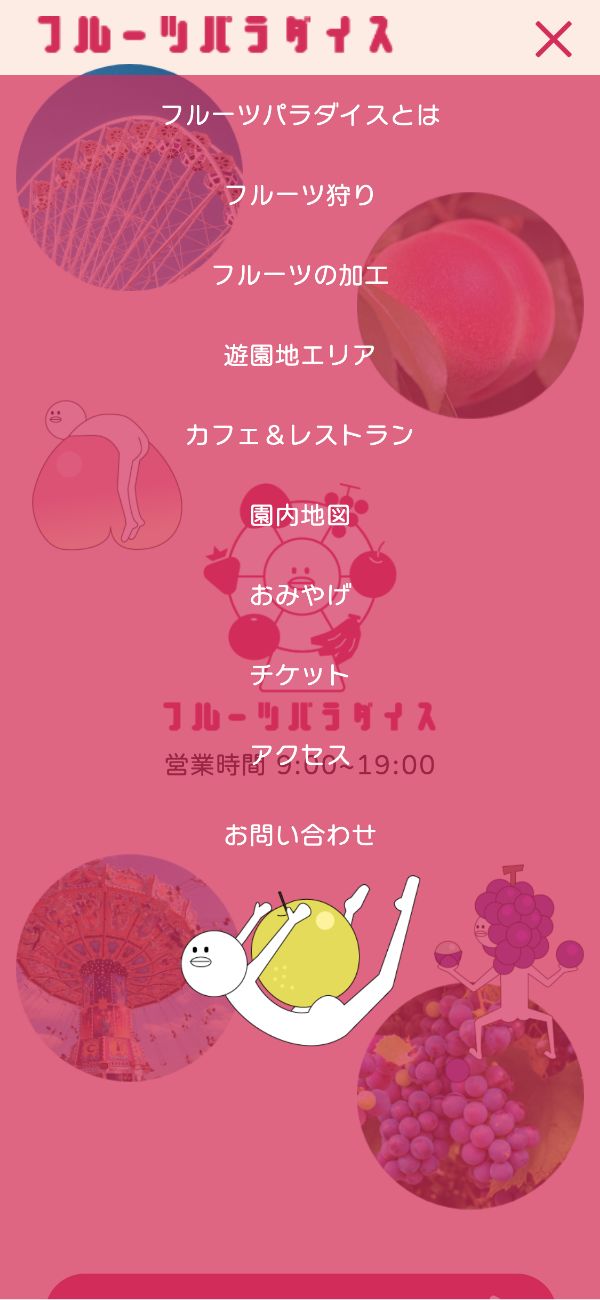 フルーツパラダイス
フルーツパラダイスとは
フルーツ狩り
フルーツの加工
遊園地エリア
カフェ＆レストラン
園内地図
おみやげ
チケット
フルーツパラダイス
アクセス
営業時間 9:00~19:00
お問い合わせ